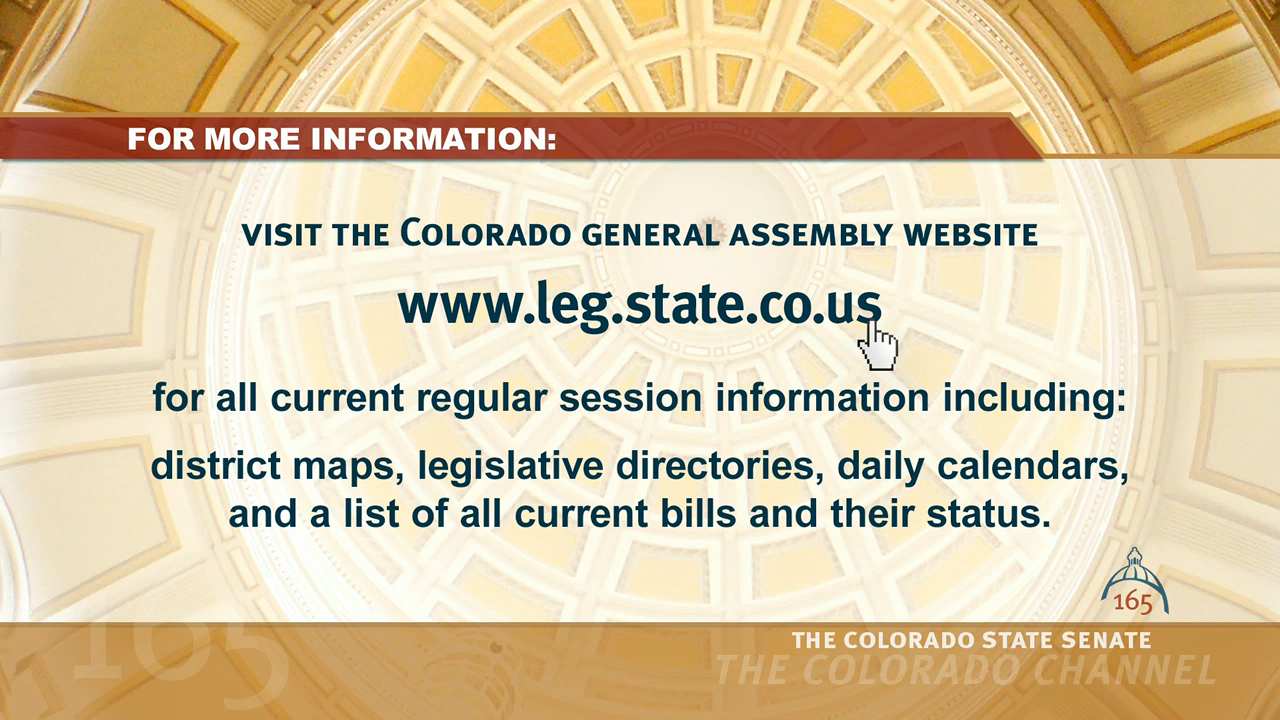 FOR MORE INFORMATION:
VISIT THE COLORADO GENERAL ASSEMBLY WEBSITE
www.leg.state.co.us
for all current regular session information including:
district maps, legislative directories, daily calendars,
and a list of all current bills and their status.
165
165
THE COLORADO STATE SENATE
THE COLORADO CHANNEL